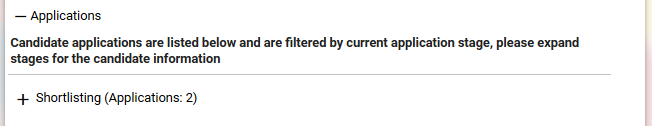 — Applications
Candidate applications are listed below and are filtered by current application stage, please expand
stages for the candidate information
+ Shortlisting (Applications: 2)